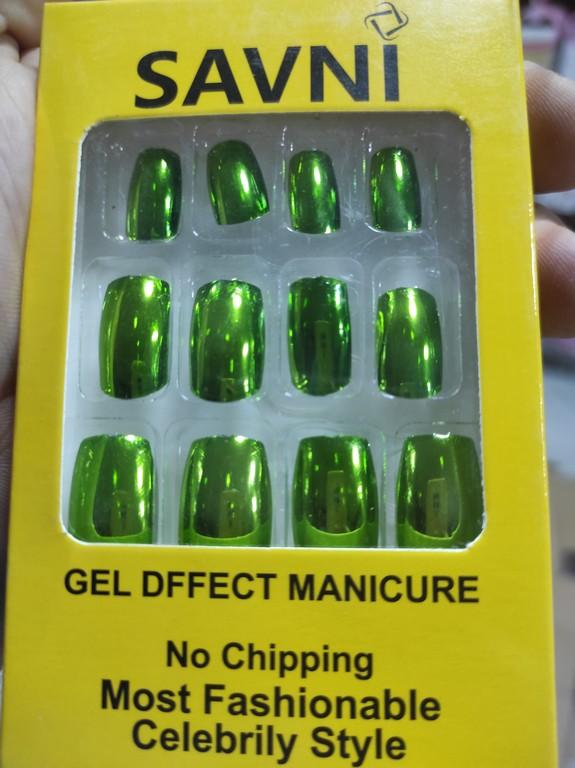 SAVNI
GEL DFFECT MANICURE
No Chipping
Most Fashionable
Celebrily Style